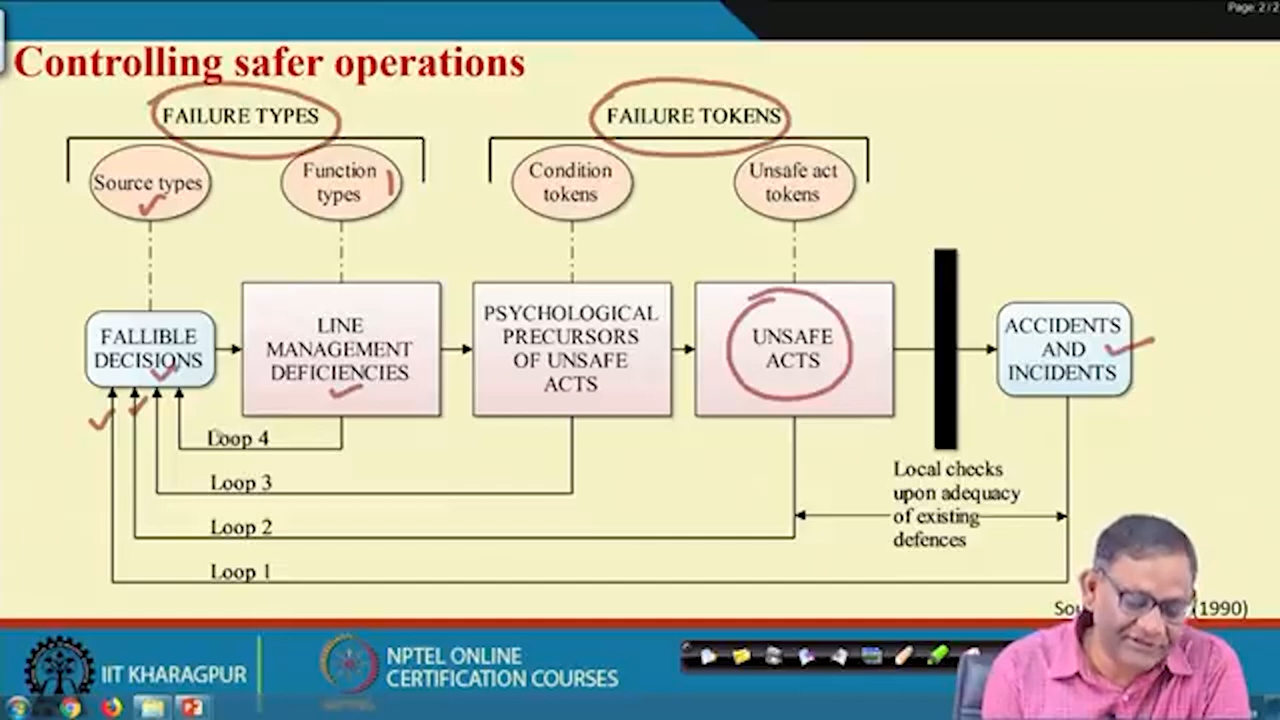 Page: 2 / 2
Controlling safer operations
FAILURE TYPES
FAILURE TOKENS
Source types
Function
types
Condition
tokens
Unsafe act
tokens
FALLIBLE
DECISIONS
LINE
MANAGEMENT
DEFICIENCIES
PSYCHOLOGICAL
PRECURSORS
OF UNSAFE
ACTS
UNSAFE
ACTS
ACCIDENTS
AND
INCIDENTS
Loop 4
Loop 3
Loop 2
Loop 1
Local checks
upon adequacy
of existing
defences
(1990)
IIT KHARAGPUR
NPTEL ONLINE
CERTIFICATION COURSES